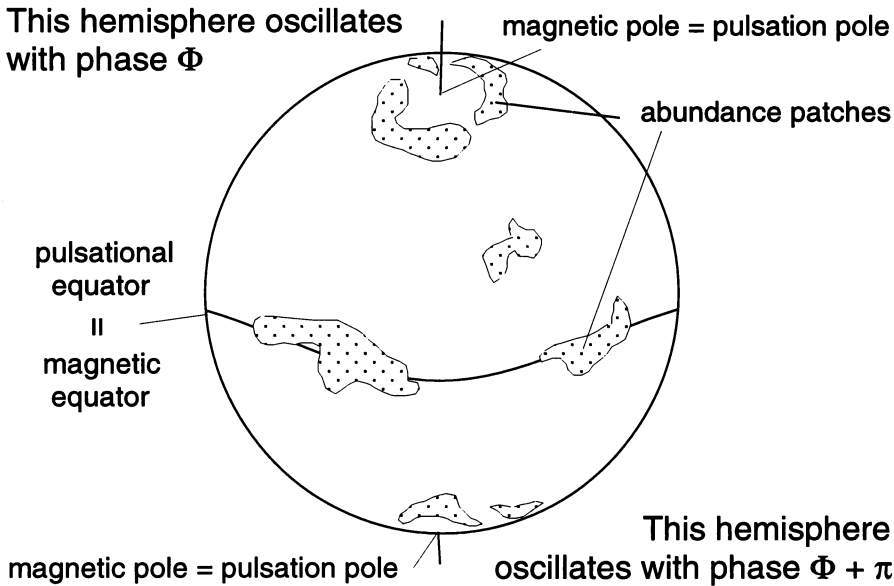 This hemisphere oscillates
with phase Φ
magnetic pole = pulsation pole
abundance patches
pulsational
equator
=
magnetic
equator
magnetic pole = pulsation pole
This hemisphere
oscillates with phase Φ + π